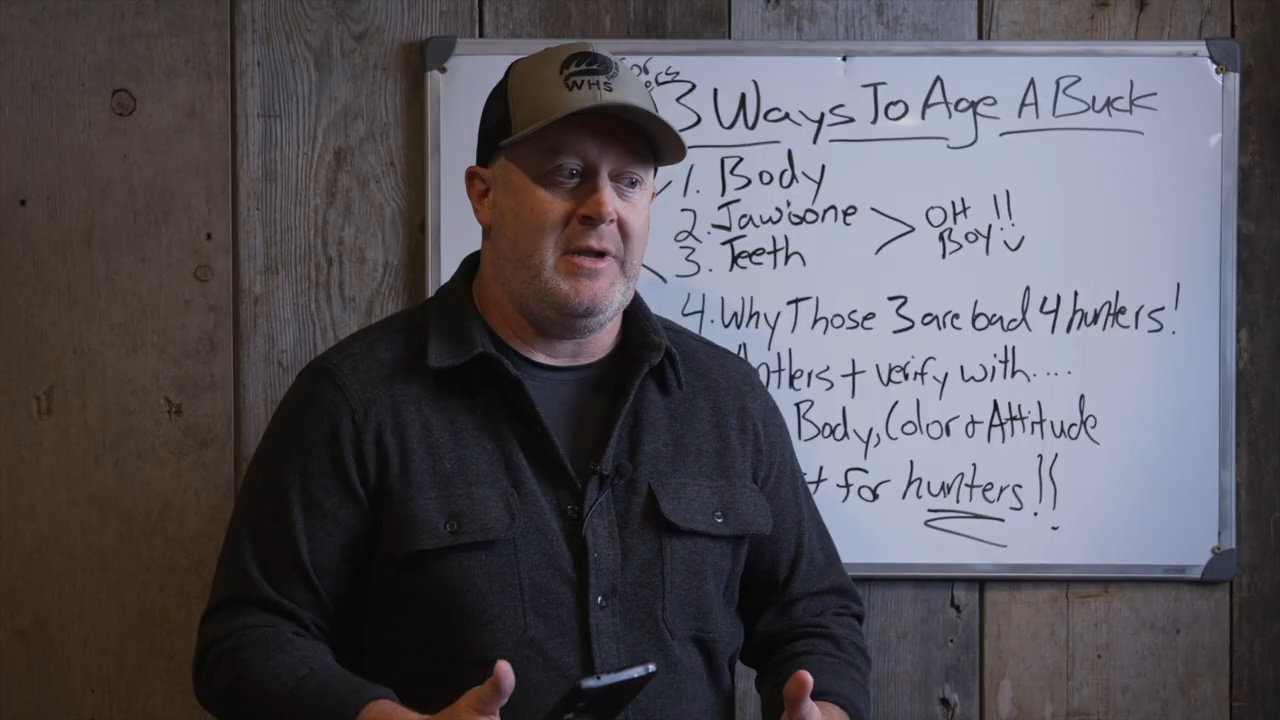 WHS
3 Ways To Age A Buck
1. Body
2. Jawbone
3. Teeth
OH !!
BOY
4. Why Those 3 are bad 4 hunters!
Antlers + verify with....
Body, Color + Attitude
for hunters!!